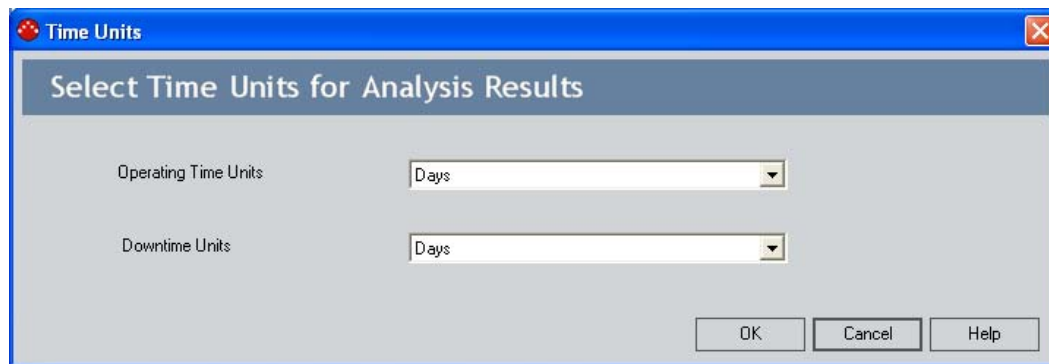 Time Units
Select Time Units for Analysis Results
Operating Time Units
Days
Downtime Units
Days
OK
Cancel
Help